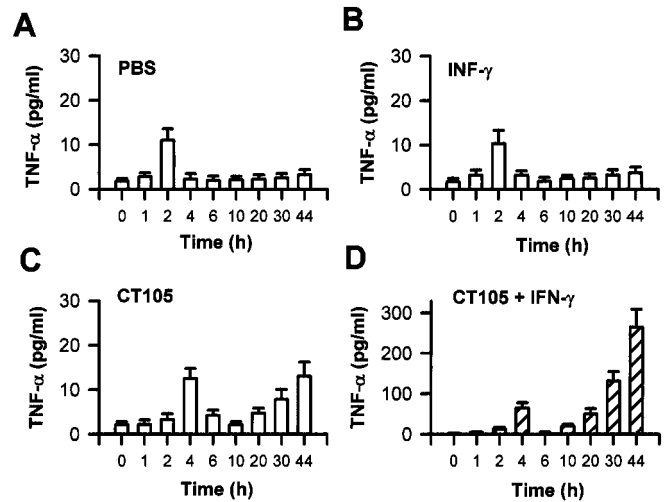 A
PBS
TNF-α (pg/ml)
30
20
10
0
0 1 2 4 6 10 20 30 44
Time (h)
B
INF-γ
TNF-α (pg/ml)
30
20
10
0
0 1 2 4 6 10 20 30 44
Time (h)
C
CT105
TNF-α (pg/ml)
30
20
10
0
0 1 2 4 6 10 20 30 44
Time (h)
D
CT105 + IFN-γ
TNF-α (pg/ml)
300
200
100
0
0 1 2 4 6 10 20 30 44
Time (h)